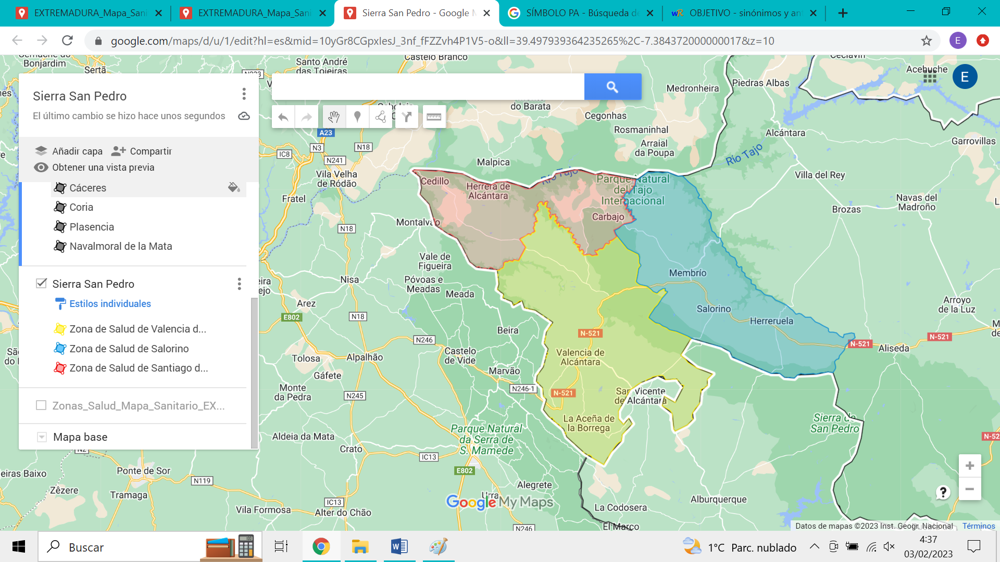 EXTREMADURA_Mapa_Sani
EXTREMADURA_Mapa_Sani
Sierra San Pedro - Google M
SÍMBOLO PA - Búsqueda de
OBJETIVO - sinónimos y ant
google.com/maps/d/u/1/edit?hl=es&mid=10yGr8CGpxIesJ_3nf_fFZZvh4P1V5-o&ll=39.497939364235265%2C-7.384372000000017&z=10
E
Sierra San Pedro
El último cambio se hizo hace unos segundos
Añadir capa
Compartir
Obtener una vista previa
Cáceres
Coria
Plasencia
Navalmoral de la Mata
Sierra San Pedro
Estilos individuales
Zona de Salud de Valencia d...
Zona de Salud de Salorino
Zona de Salud de Santiago d...
Zonas_Salud_Mapa_Sanitario_EX...
Mapa base
Bonjardim
Sertã
Santo André
das Tojeiras
Castelo Branco
Ceclavín
Acehuche
E
Medronheira
Piedras Albas
do Barata
Cegonhas
Rosmaninhal
Alcántara
Arraial
da Poupa
Garrovillas
Río Tajo
A23
N3
N18
IC8
N241
Malpica
Vila Velha
de Ródão
Villa del Rey
Río Tajo
Cedillo
Herrera de
Alcántara
Parque Natural
del Tajo
Internacional
Fratel
Navas del
Madroño
Brozas
Carbajo
Montalvão
N18
Vale de
Figueira
Membrío
Nisa
Póvoas e
Meadas
Meada
Arez
Arroyo
de la Luz
Salorino
Herreruela
E802
N18
Beira
N-521
N246
N-521
N-521
Aliseda
Castelo
de Vide
Valencia de
Alcántara
Tolosa
Alpalhão
Gáfete
Marvão
N246-1
Monte
da Pedra
N245
N-521
San Vicente
de Alcántara
La Aceña de
la Borrega
Sierra de
San Pedro
Parque Natural
da Serra de
S. Mamede
Aldeia da Mata
Crato
IC13
N-52
N2
E802
Ponte de Sor
eiras Baixo
N119
Zêzere
Tramaga
Alegrete
Urra
Google My Maps
IC13
Vila Formosa
Alter do Chão
La Codosera
Alburquerque
El Marco
N246
Datos de mapas ©2023 Inst. Geogr. Nacional
Términos
Buscar
1°C Parc. nublado
4:37
03/02/2023